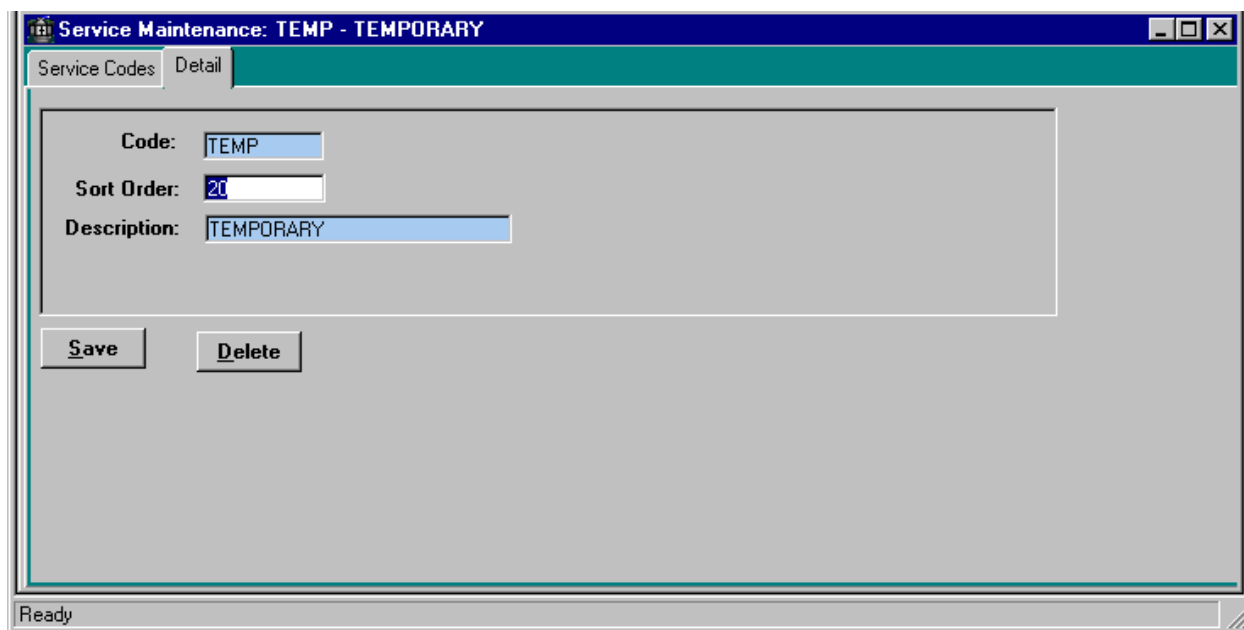 Service Maintenance: TEMP - TEMPORARY
Service Codes Detail
Code: TEMP
Sort Order: 20
Description: TEMPORARY
Save Delete
Ready